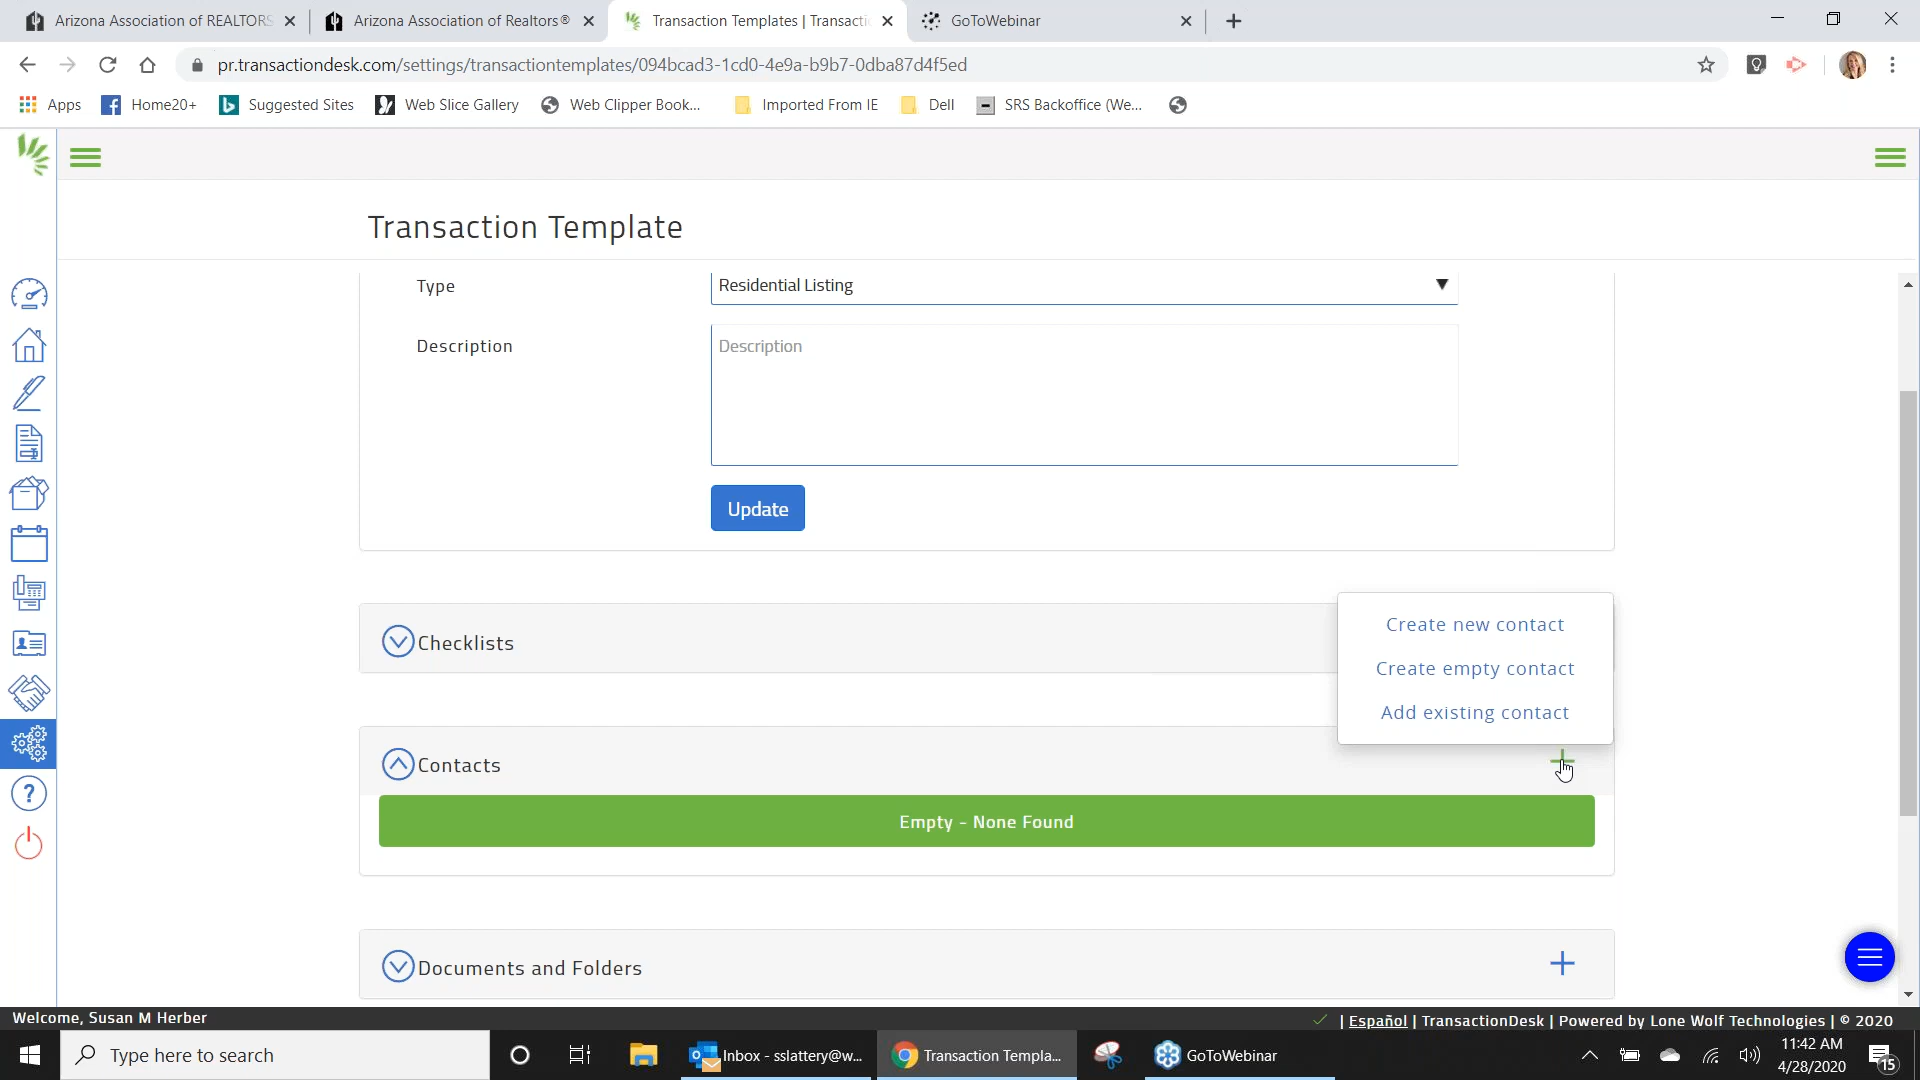 Arizona Association of REALTORS
Arizona Association of Realtors®
Transaction Templates | Transactio
GoToWebinar
pr.transactiondesk.com/settings/transactiontemplates/094bcad3-1cd0-4e9a-b9b7-0dba87d4f5ed
Apps
Home20+
Suggested Sites
Web Slice Gallery
Web Clipper Book...
Imported From IE
Dell
SRS Backoffice (We...
Transaction Template
Type
Residential Listing
Description
Description
Update
Checklists
Create new contact
Create empty contact
Add existing contact
Contacts
Empty - None Found
Documents and Folders
Welcome, Susan M Herber
| Español | TransactionDesk | Powered by Lone Wolf Technologies | © 2020
Type here to search
Inbox - sslattery@w...
Transaction Templa...
GoToWebinar
11:42 AM
4/28/2020
15